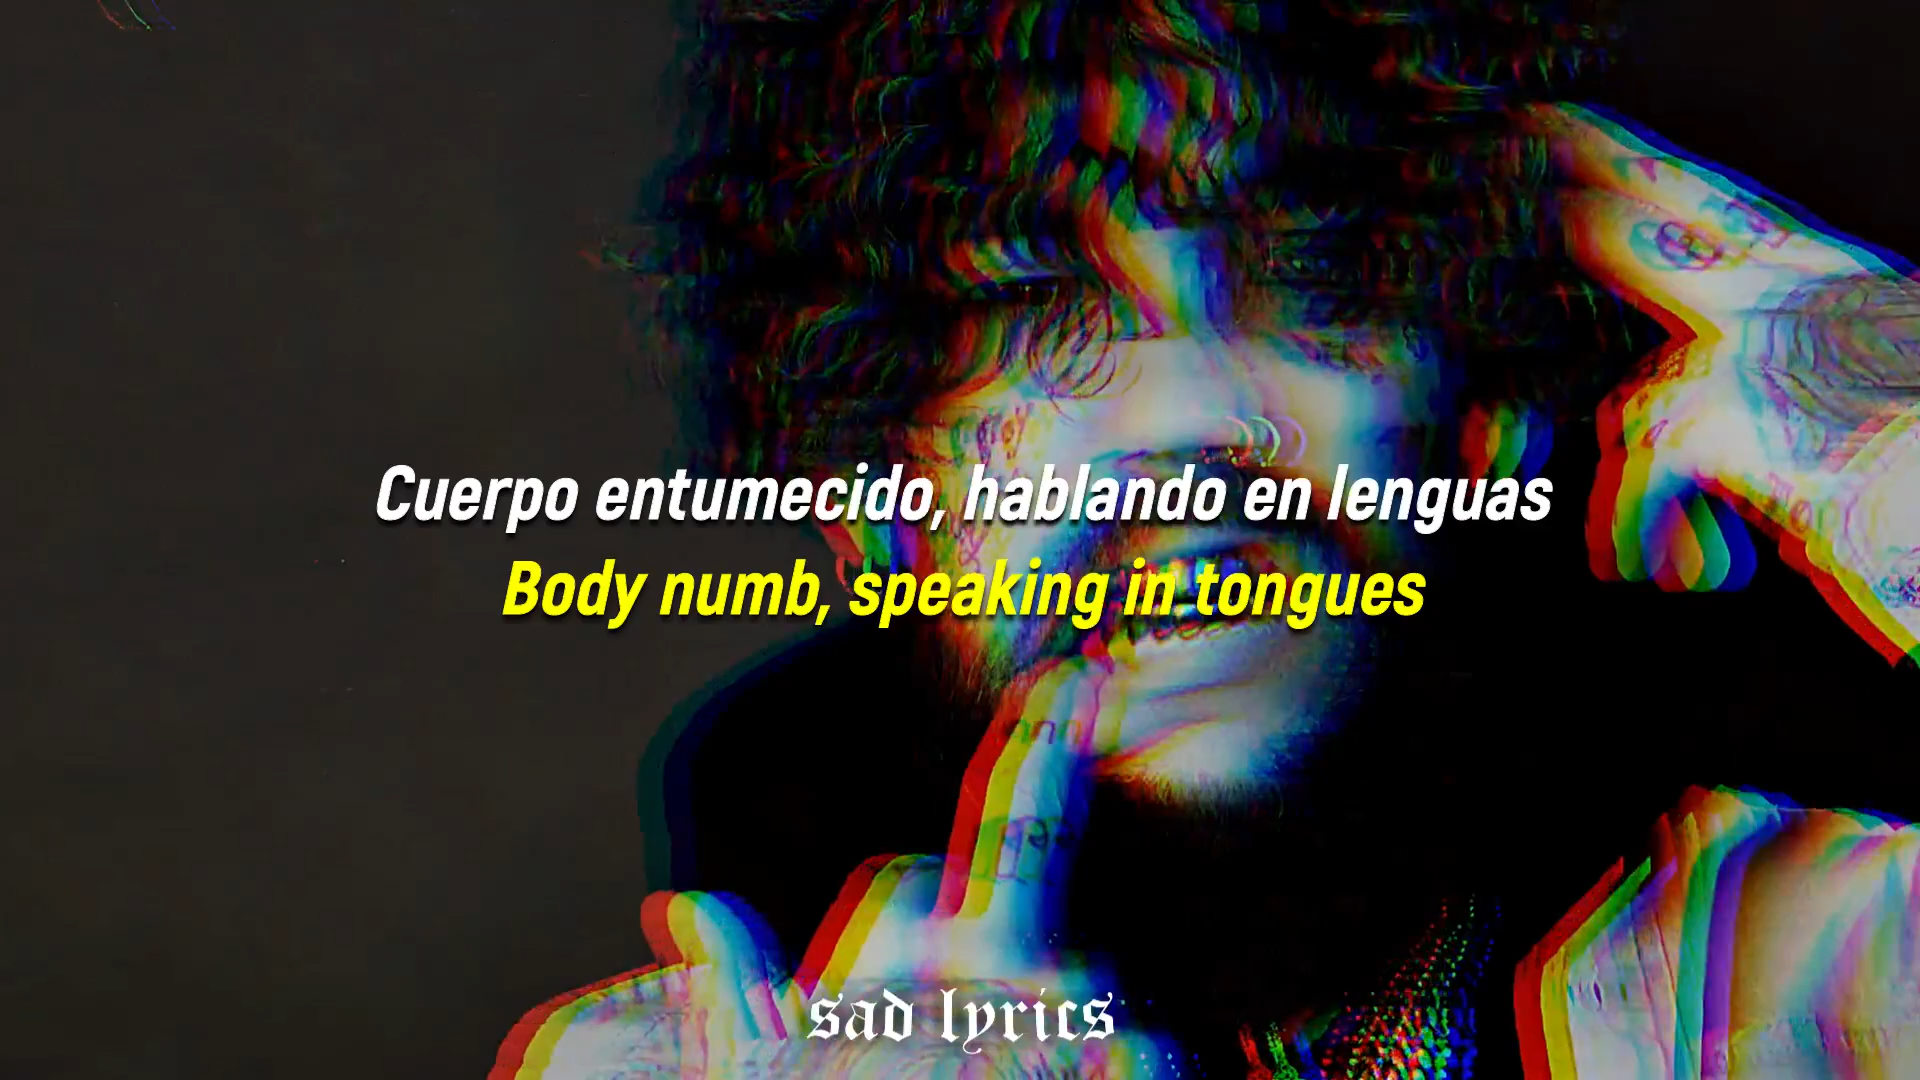 Cuerpo entumecido, hablando en lenguas
Body numb, speaking in tongues
sad lyrics